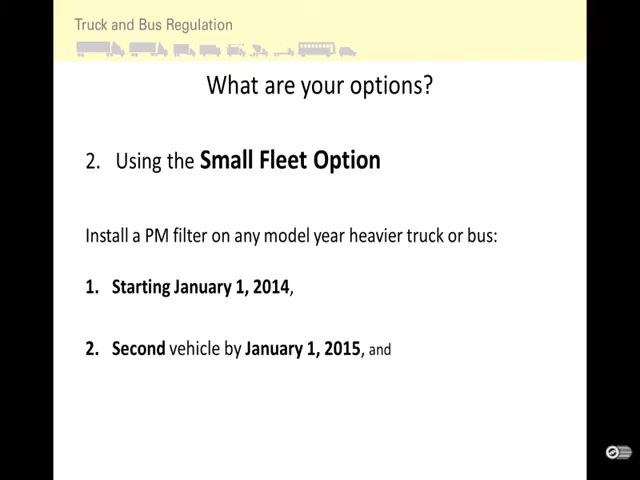 Truck and Bus Regulation
What are your options?
2. Using the Small Fleet Option
Install a PM filter on any model year heavier truck or bus:
1. Starting January 1, 2014,
2. Second vehicle by January 1, 2015, and